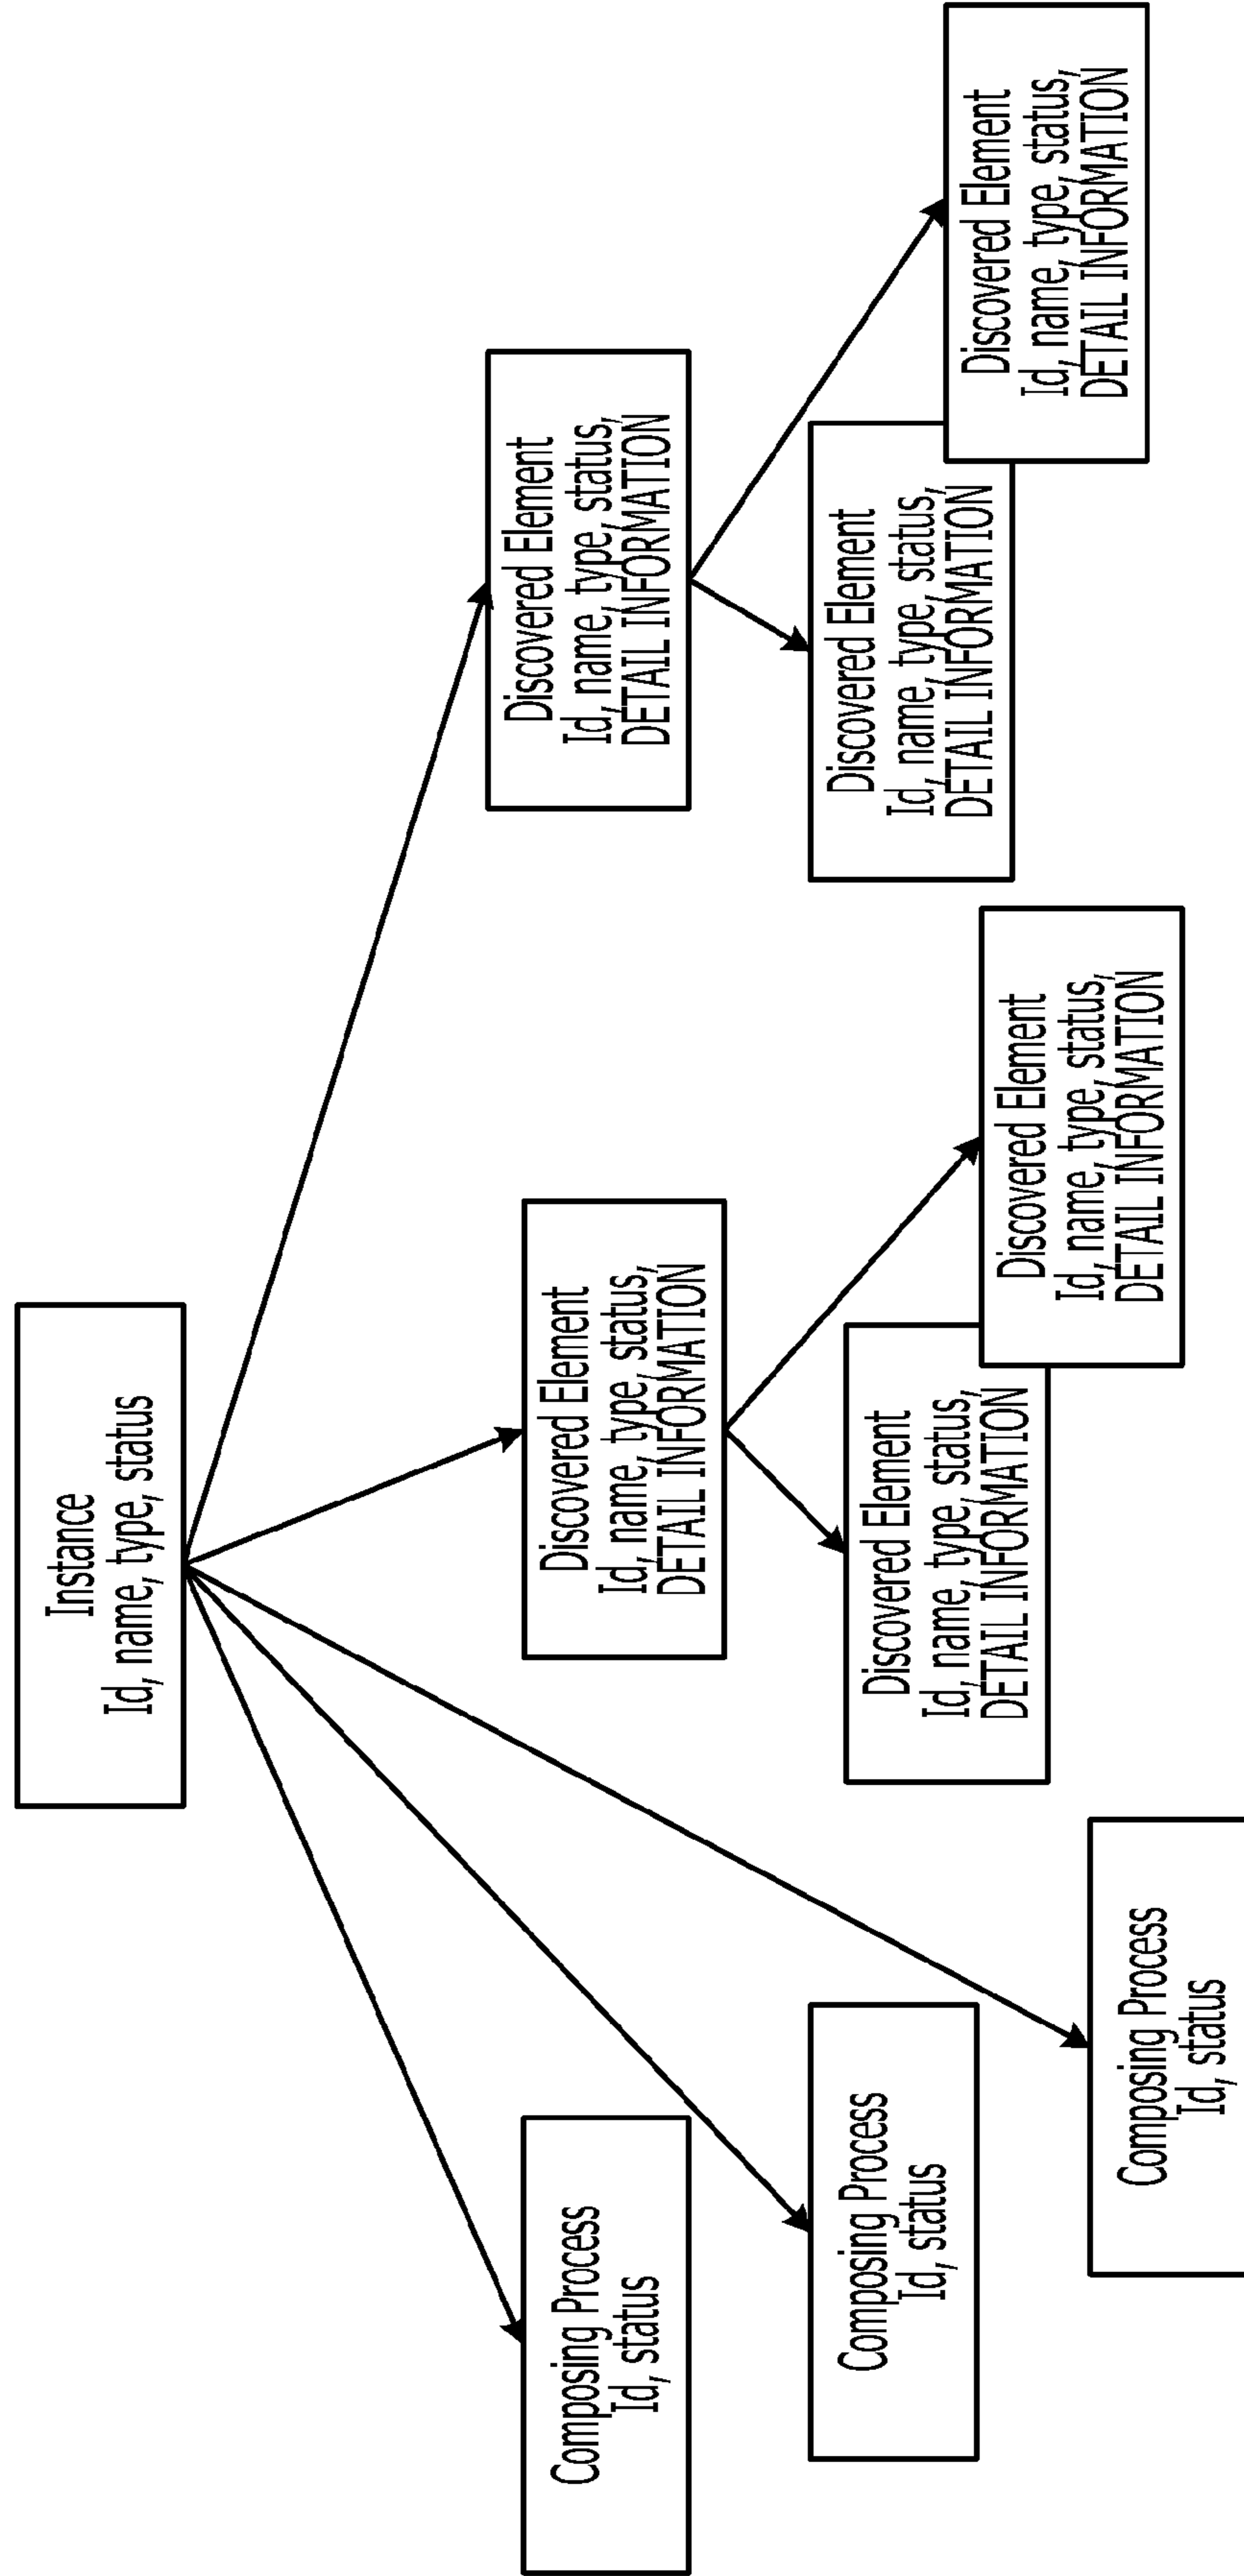 Instance
Id, name, type, status
Composing Process
Id, status
Composing Process
Id, status
Composing Process
Id, status
Discovered Element
Id, name, type, status,
DETAIL INFORMATION
Discovered Element
Id, name, type, status,
DETAIL INFORMATION
Discovered Element
Id, name, type, status,
DETAIL INFORMATION
Discovered Element
Id, name, type, status,
DETAIL INFORMATION
Discovered Element
Id, name, type, status,
DETAIL INFORMATION
Discovered Element
Id, name, type, status,
DETAIL INFORMATION